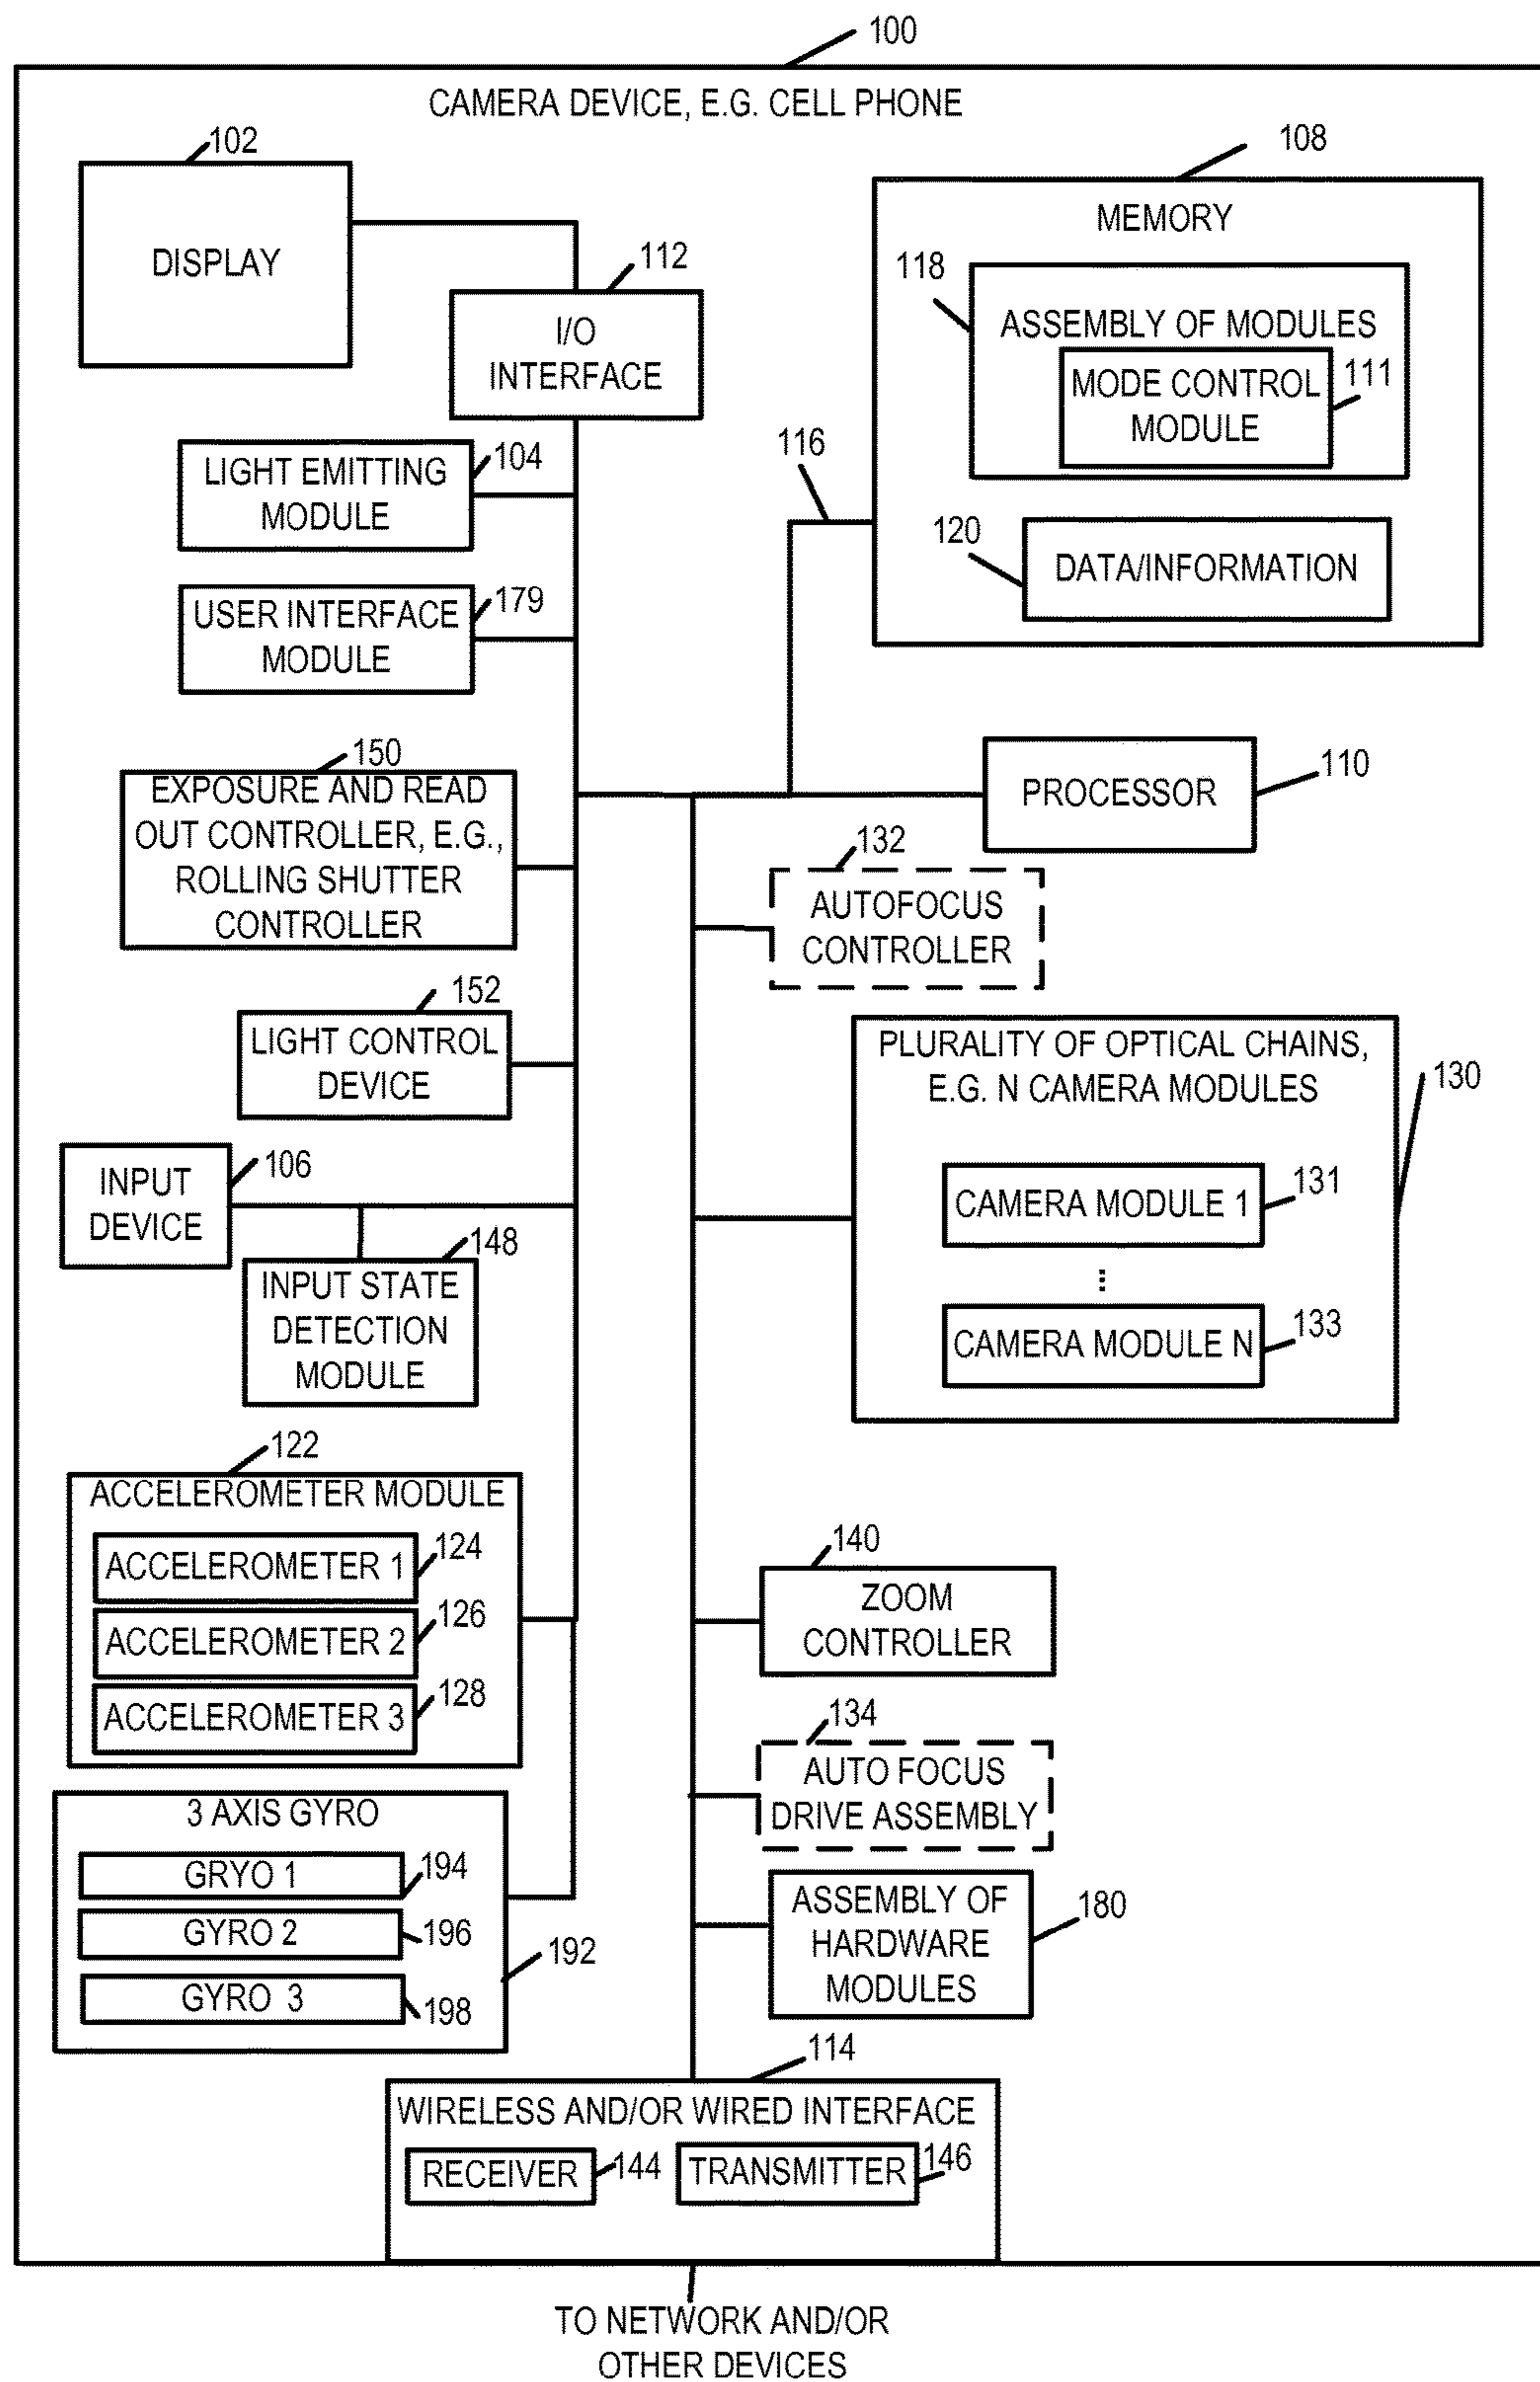 100
CAMERA DEVICE, E.G. CELL PHONE
102
DISPLAY
112
I/O
INTERFACE
108
MEMORY
118
ASSEMBLY OF MODULES
MODE CONTROL
MODULE
111
116
120
DATA/INFORMATION
LIGHT EMITTING
MODULE
104
USER INTERFACE
MODULE
179
150
EXPOSURE AND READ
OUT CONTROLLER, E.G.,
ROLLING SHUTTER
CONTROLLER
PROCESSOR
110
132
AUTOFOCUS
CONTROLLER
152
LIGHT CONTROL
DEVICE
PLURALITY OF OPTICAL CHAINS,
E.G. N CAMERA MODULES
130
CAMERA MODULE 1
131
...
CAMERA MODULE N
133
INPUT
DEVICE
106
148
INPUT STATE
DETECTION
MODULE
122
ACCELEROMETER MODULE
ACCELEROMETER 1
124
ACCELEROMETER 2
126
ACCELEROMETER 3
128
140
ZOOM
CONTROLLER
134
AUTO FOCUS
DRIVE ASSEMBLY
3 AXIS GYRO
GRYO 1
194
GYRO 2
196
GYRO 3
198
192
ASSEMBLY OF
HARDWARE
MODULES
180
114
WIRELESS AND/OR WIRED INTERFACE
RECEIVER
144
TRANSMITTER
146
TO NETWORK AND/OR
OTHER DEVICES